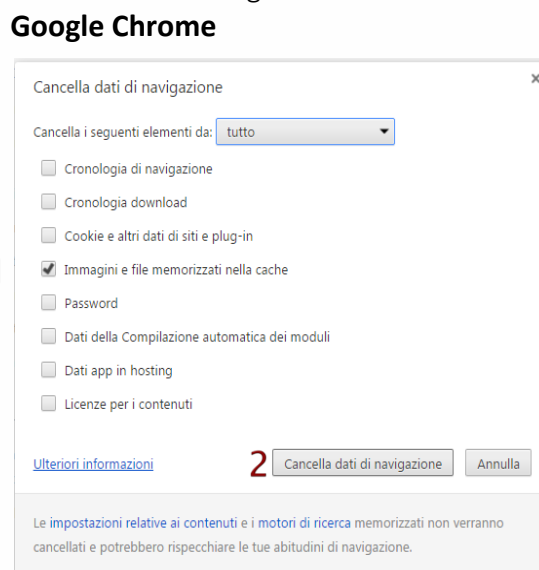 Google Chrome
Cancella dati di navigazione
Cancella i seguenti elementi da: tutto
Cronologia di navigazione
Cronologia download
Cookie e altri dati di siti e plug-in
Immagini e file memorizzati nella cache
Password
Dati della Compilazione automatica dei moduli
Dati app in hosting
Licenze per i contenuti
Ulteriori informazioni 2 Cancella dati di navigazione Annulla
Le impostazioni relative ai contenuti e i motori di ricerca memorizzati non verranno
cancellati e potrebbero rispecchiare le tue abitudini di navigazione.